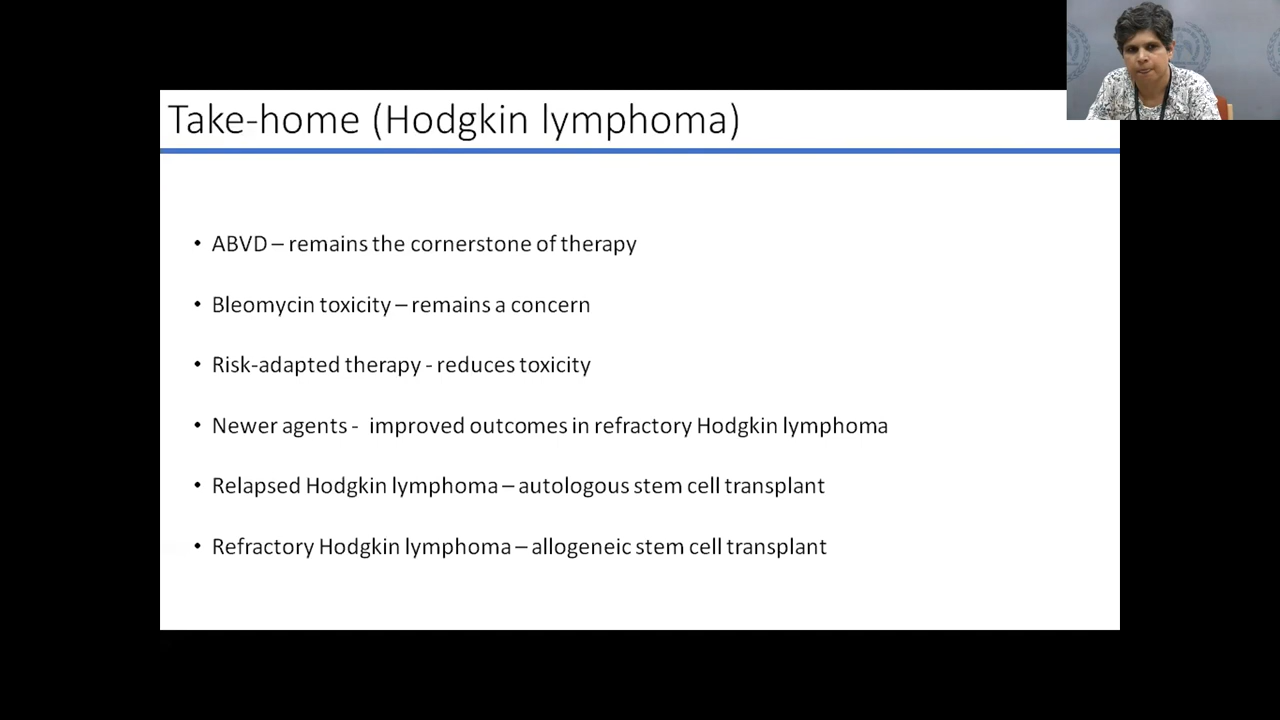 Take-home (Hodgkin lymphoma)
• ABVD – remains the cornerstone of therapy
• Bleomycin toxicity – remains a concern
• Risk-adapted therapy - reduces toxicity
• Newer agents -  improved outcomes in refractory Hodgkin lymphoma
• Relapsed Hodgkin lymphoma – autologous stem cell transplant
• Refractory Hodgkin lymphoma – allogeneic stem cell transplant